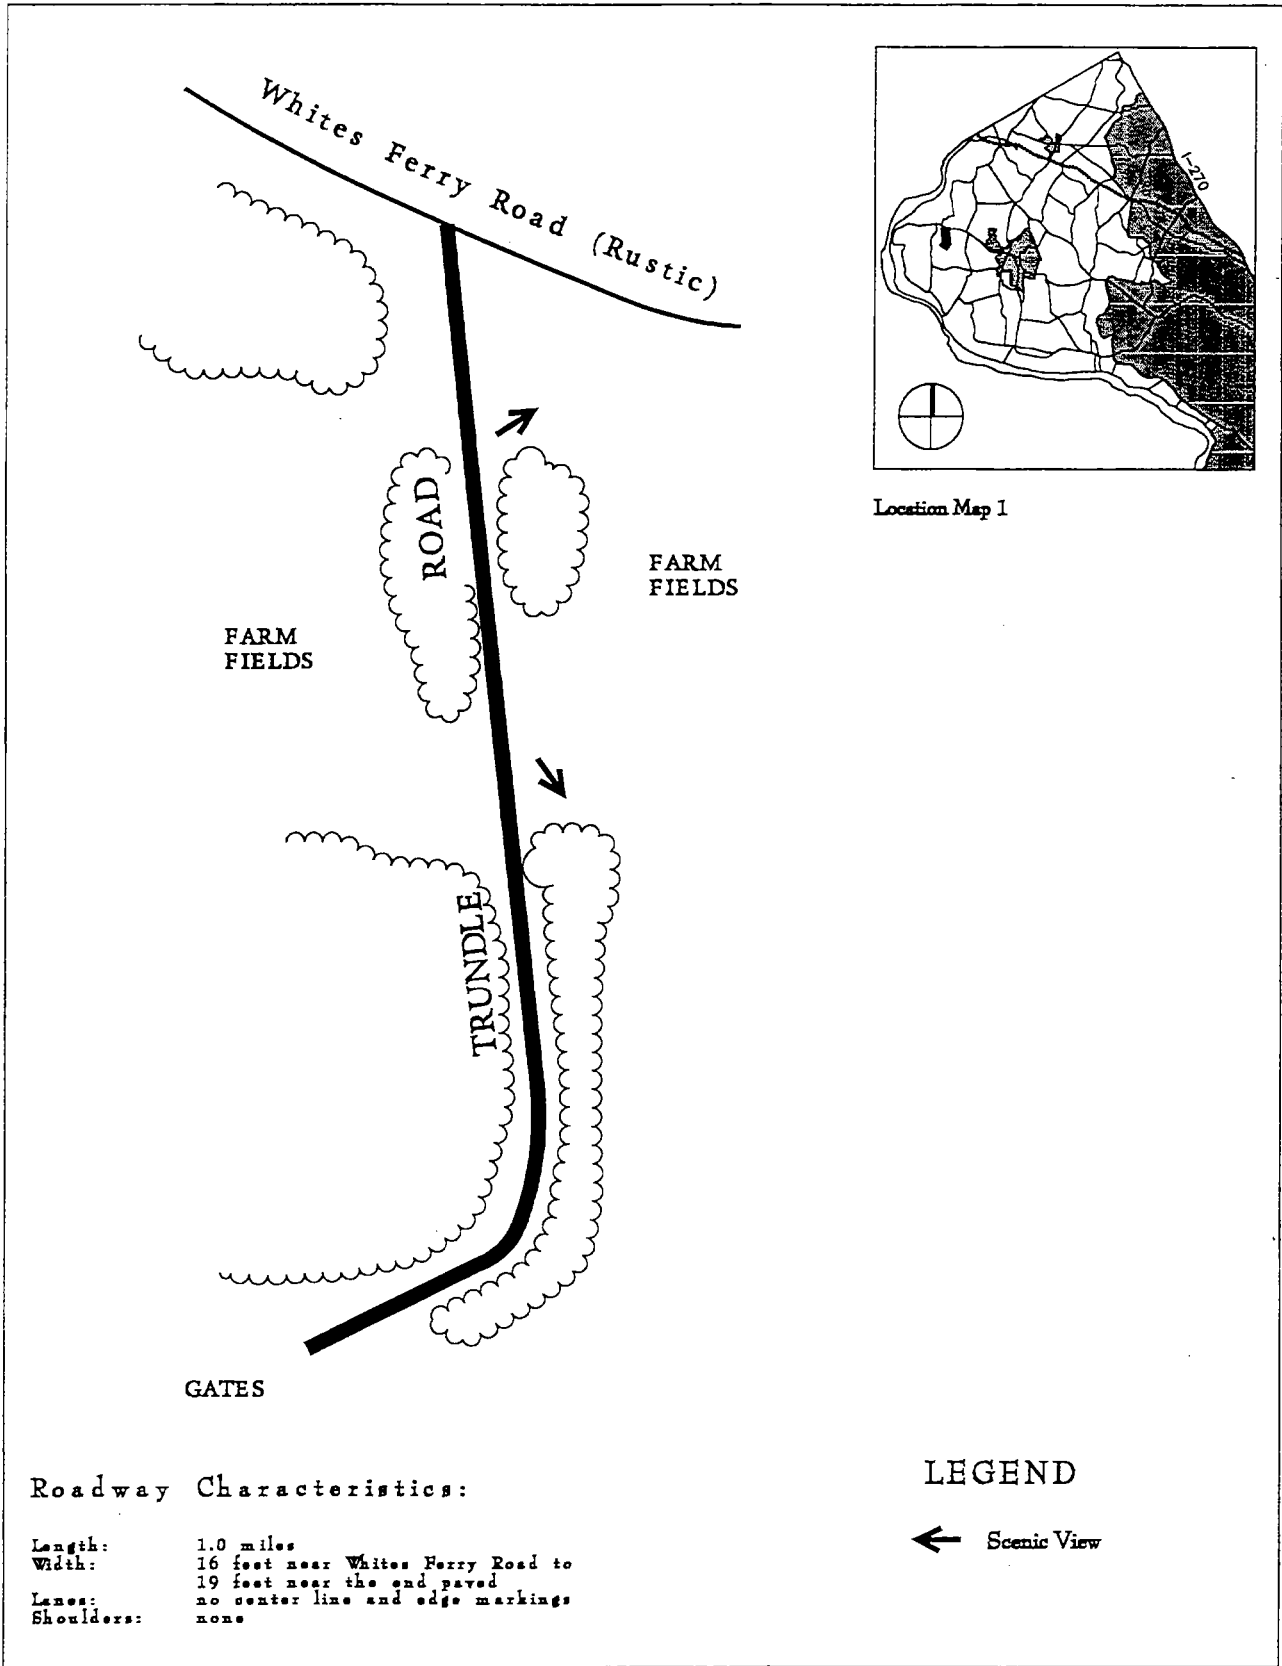 Whites Ferry Road (Rustic)
I-270
Location Map 1
ROAD
FARM
FIELDS
FARM
FIELDS
TRUNDLE
GATES
Roadway Characteristics:
Length: 1.0 miles
Width: 16 feet near Whites Ferry Road to
19 feet near the end paved
Lanes: no center line and edge markings
Shoulders: none
LEGEND
Scenic View